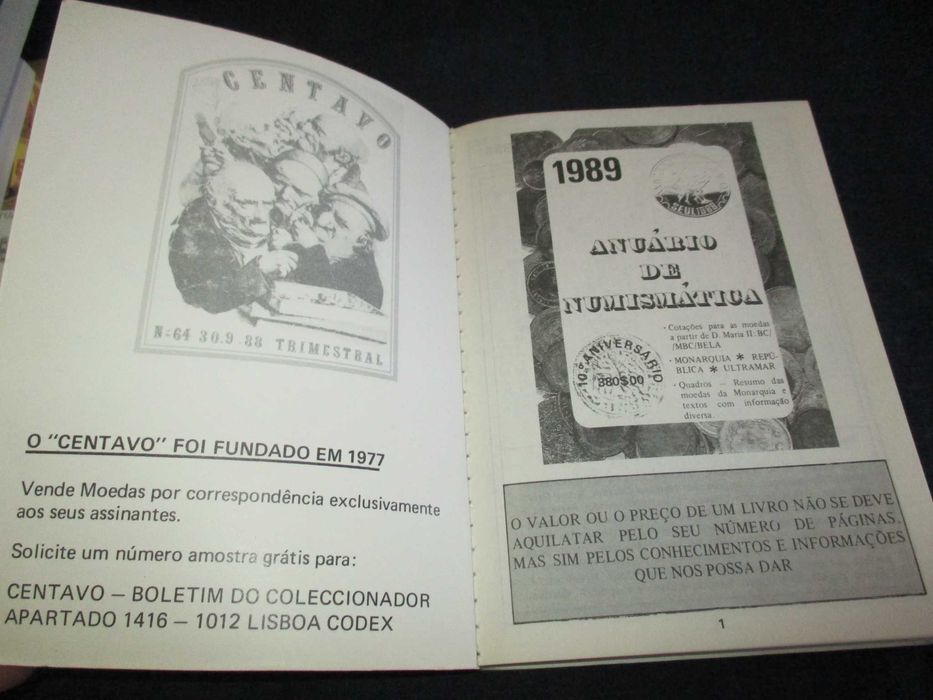 CENTAVO
N.º 64 30.9.88 TRIMESTRAL
O "CENTAVO" FOI FUNDADO EM 1977
Vende Moedas por correspondência exclusivamente
aos seus assinantes.
Solicite um número amostra grátis para:
CENTAVO – BOLETIM DO COLECCIONADOR
APARTADO 1416 – 1012 LISBOA CODEX
1989
ANUÁRIO
DE
NUMISMÁTICA
· Cotações para as moedas
a partir de D. Maria II: BC/
/MBC/BELA
· MONARQUIA * REPÚ-
BLICA * ULTRAMAR
· Quadros – Resumo das
moedas da Monarquia e
textos com informação
diversa.
10º ANIVERSÁRIO
380$00
O VALOR OU O PREÇO DE UM LIVRO NÃO SE DEVE
AQUILATAR PELO SEU NÚMERO DE PÁGINAS,
MAS SIM PELOS CONHECIMENTOS E INFORMAÇÕES
QUE NOS POSSA DAR
1